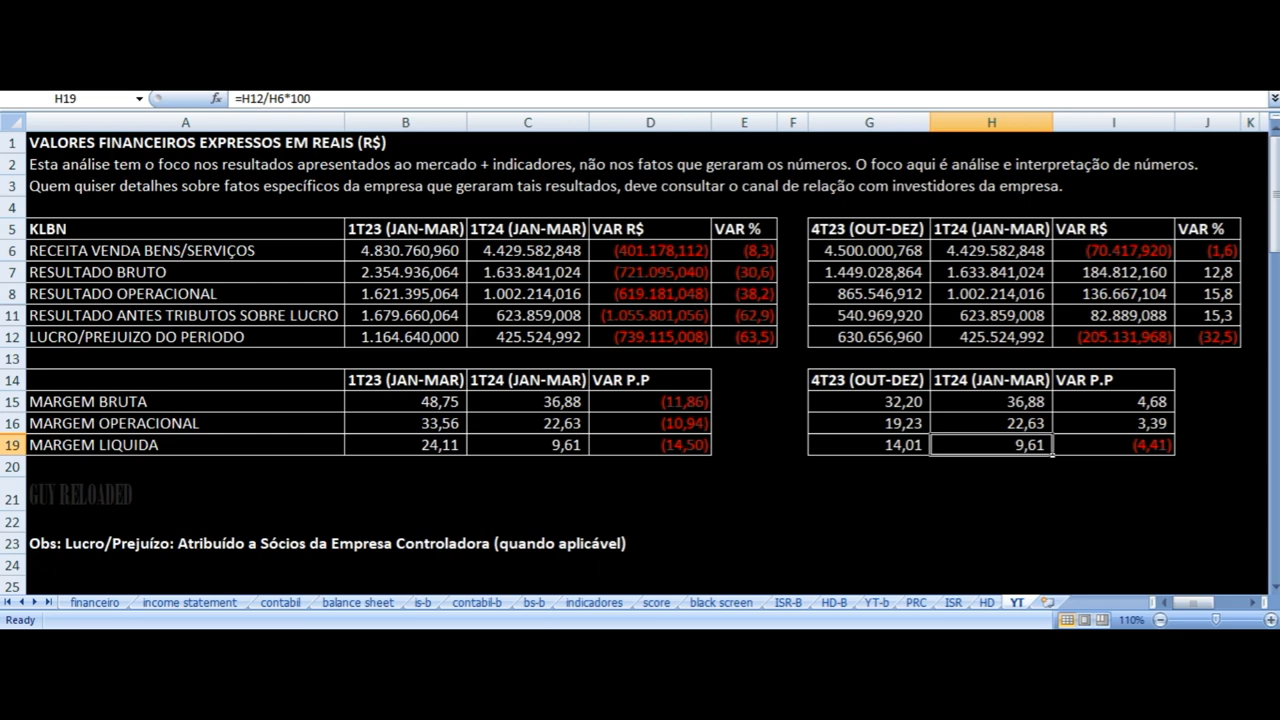 H19 fx =H12/H6*100
A B C D E F G H I J K
1 VALORES FINANCEIROS EXPRESSOS EM REAIS (R$)
2 Esta análise tem o foco nos resultados apresentados ao mercado + indicadores, não nos fatos que geraram os números. O foco aqui é análise e interpretação de números.
3 Quem quiser detalhes sobre fatos específicos da empresa que geraram tais resultados, deve consultar o canal de relação com investidores da empresa.
4
5 KLBN 1T23 (JAN-MAR) 1T24 (JAN-MAR) VAR R$ VAR % 4T23 (OUT-DEZ) 1T24 (JAN-MAR) VAR R$ VAR %
6 RECEITA VENDA BENS/SERVIÇOS 4.830.760,960 4.429.582,848 (401.178,112) (8,3) 4.500.000,768 4.429.582,848 (70.417,920) (1,6)
7 RESULTADO BRUTO 2.354.936,064 1.633.841,024 (721.095,040) (30,6) 1.449.028,864 1.633.841,024 184.812,160 12,8
8 RESULTADO OPERACIONAL 1.621.395,064 1.002.214,016 (619.181,048) (38,2) 865.546,912 1.002.214,016 136.667,104 15,8
11 RESULTADO ANTES TRIBUTOS SOBRE LUCRO 1.679.660,064 623.859,008 (1.055.801,056) (62,9) 540.969,920 623.859,008 82.889,088 15,3
12 LUCRO/PREJUIZO DO PERIODO 1.164.640,000 425.524,992 (739.115,008) (63,5) 630.656,960 425.524,992 (205.131,968) (32,5)
13
14 1T23 (JAN-MAR) 1T24 (JAN-MAR) VAR P.P 4T23 (OUT-DEZ) 1T24 (JAN-MAR) VAR P.P
15 MARGEM BRUTA 48,75 36,88 (11,86) 32,20 36,88 4,68
16 MARGEM OPERACIONAL 33,56 22,63 (10,94) 19,23 22,63 3,39
19 MARGEM LIQUIDA 24,11 9,61 (14,50) 14,01 9,61 (4,41)
20
21 GUY RELOADED
22
23 Obs: Lucro/Prejuízo: Atribuído a Sócios da Empresa Controladora (quando aplicável)
24
25
financeiro income statement contabil balance sheet is-b contabil-b bs-b indicadores score black screen ISR-B HD-B YT-b PRC ISR HD YT
Ready 110%